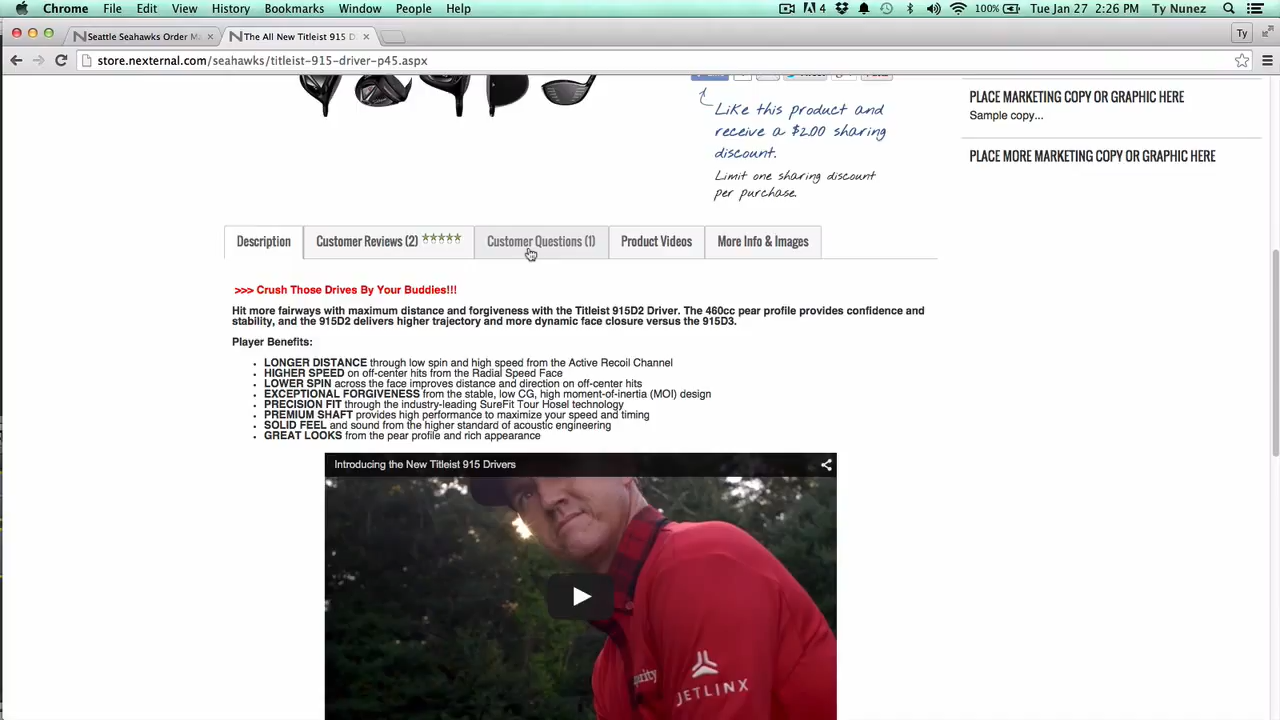 Chrome File Edit View History Bookmarks Window People Help 4 100% Tue Jan 27 2:26 PM Ty Nunez
Seattle Seahawks Order M
The All New Titleist 915 D
Ty
store.nexternal.com/seahawks/titleist-915-driver-p45.aspx
Like this product and
receive a $2.00 sharing
discount.
Limit one sharing discount
per purchase.
PLACE MARKETING COPY OR GRAPHIC HERE
Sample copy...
PLACE MORE MARKETING COPY OR GRAPHIC HERE
Description Customer Reviews (2) Customer Questions (1) Product Videos More Info & Images
>>> Crush Those Drives By Your Buddies!!!
Hit more fairways with maximum distance and forgiveness with the Titleist 915D2 Driver. The 460cc pear profile provides confidence and
stability, and the 915D2 delivers higher trajectory and more dynamic face closure versus the 915D3.
Player Benefits:
LONGER DISTANCE through low spin and high speed from the Active Recoil Channel
HIGHER SPEED on off-center hits from the Radial Speed Face
LOWER SPIN across the face improves distance and direction on off-center hits
EXCEPTIONAL FORGIVENESS from the stable, low CG, high moment-of-inertia (MOI) design
PRECISION FIT through the industry-leading SureFit Tour Hosel technology
PREMIUM SHAFT provides high performance to maximize your speed and timing
SOLID FEEL and sound from the higher standard of acoustic engineering
GREAT LOOKS from the pear profile and rich appearance
Introducing the New Titleist 915 Drivers
JETLINX